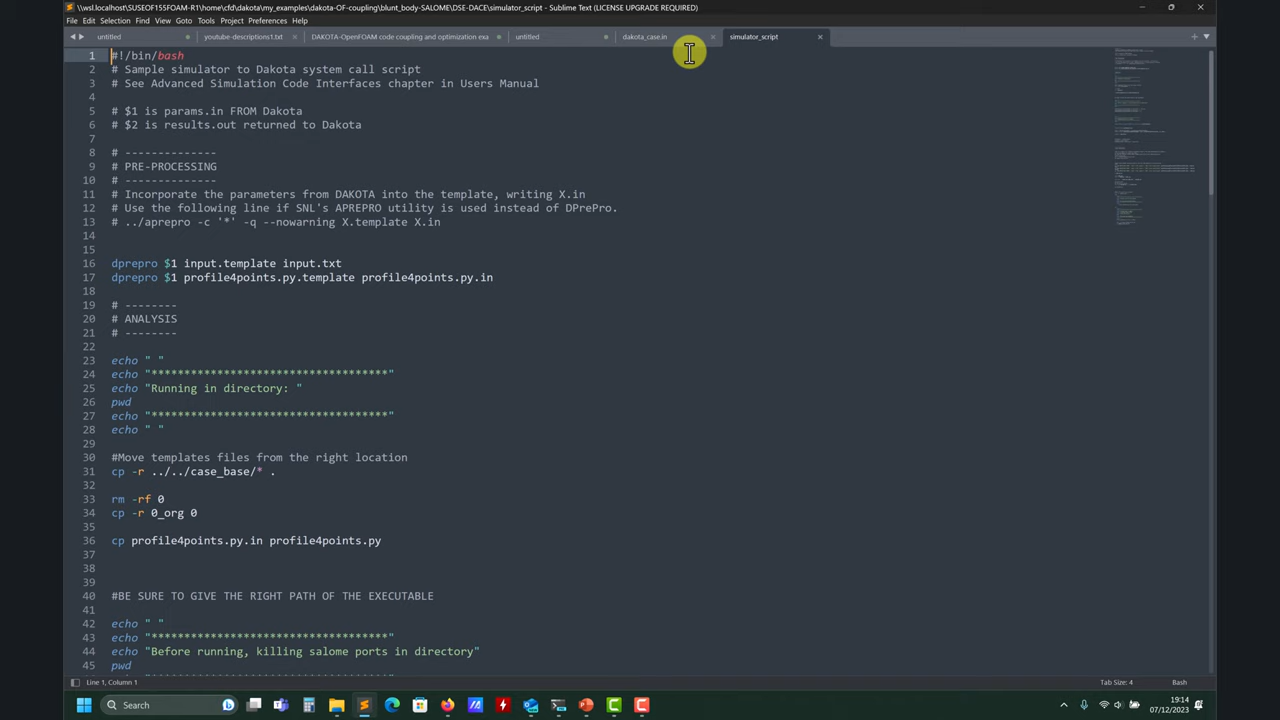 \\wsl.localhost\SUSEOF155FOAM-R1\home\cfd\dakota\my_examples\dakota-OF-coupling\blunt_body-SALOME\DSE-DACE\simulator_script - Sublime Text (LICENSE UPGRADE REQUIRED)
File Edit Selection Find View Goto Tools Project Preferences Help
untitled youtube-descriptions1.txt DAKOTA-OpenFOAM code coupling and optimization exa untitled dakota_case.in simulator_script
1 #!/bin/bash
2 # Sample simulator to Dakota system call script
3 # See Advanced Simulation Code Interfaces chapter in Users Manual
4
5 # $1 is params.in FROM Dakota
6 # $2 is results.out returned to Dakota
7
8 # --------------
9 # PRE-PROCESSING
10 # --------------
11 # Incorporate the parameters from DAKOTA into the template, writing X.in
12 # Use the following line if SNL's APREPRO utility is used instead of DPrePro.
13 # ../aprepro -c '*' -q --nowarning X.template X.in
14
15
16 dprepro $1 input.template input.txt
17 dprepro $1 profile4points.py.template profile4points.py.in
18
19 # --------
20 # ANALYSIS
21 # --------
22
23 echo " "
24 echo "************************************"
25 echo "Running in directory: "
26 pwd
27 echo "************************************"
28 echo " "
29
30 #Move templates files from the right location
31 cp -r ../../case_base/* .
32
33 rm -rf 0
34 cp -r 0_org 0
35
36 cp profile4points.py.in profile4points.py
37
38
39
40 #BE SURE TO GIVE THE RIGHT PATH OF THE EXECUTABLE
41
42 echo " "
43 echo "************************************"
44 echo "Before running, killing salome ports in directory"
45 pwd
Line 1, Column 1 Tab Size: 4 Bash
Search
19:14
07/12/2023